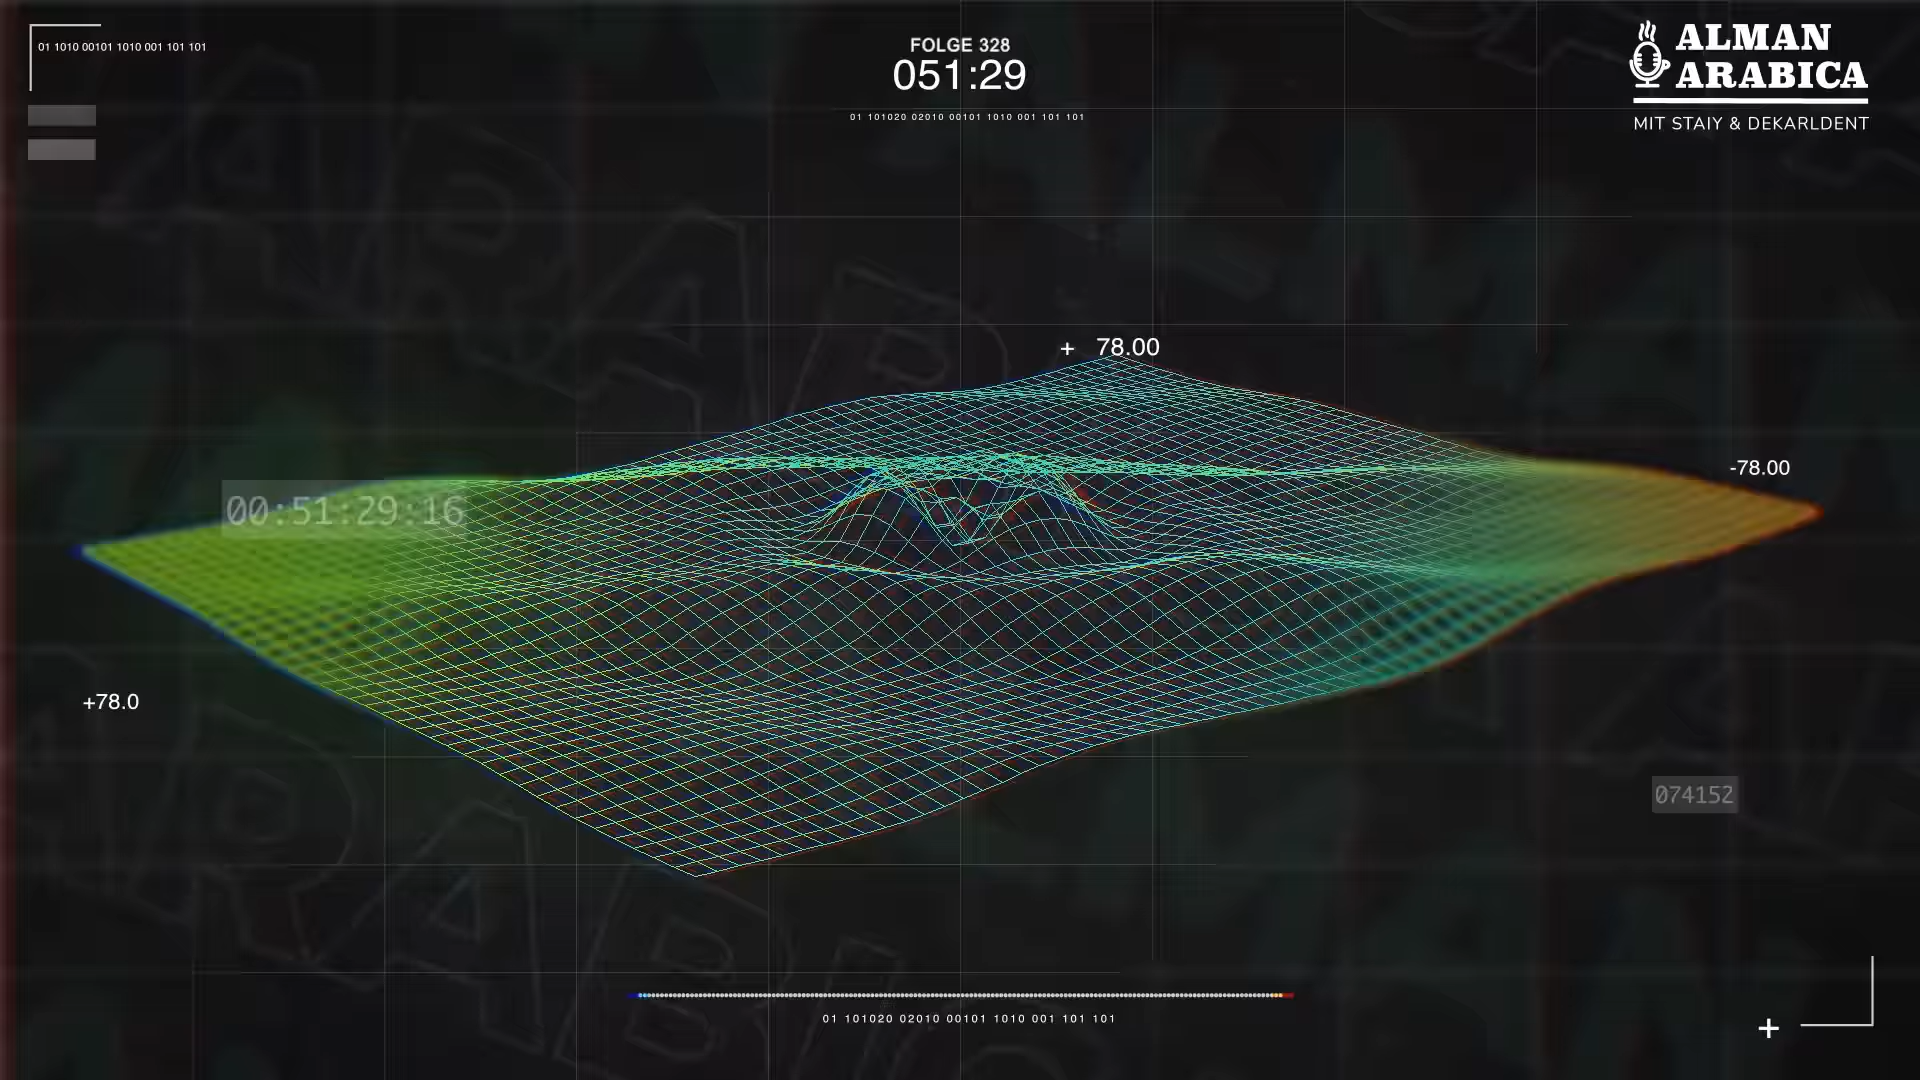 01 1010 00101 1010 001 101 101
FOLGE 328
051:29
01 101020 02010 00101 1010 001 101 101
ALMAN
ARABICA
MIT STAIY & DEKARLDENT
+ 78.00
-78.00
00:51:29:16
+78.0
074152
01 101020 02010 00101 1010 001 101 101
+